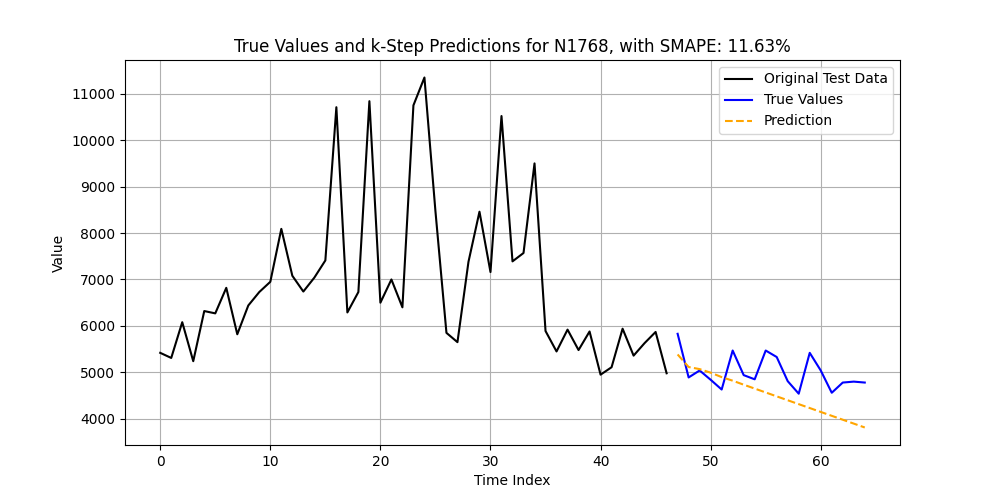 True Values and k-Step Predictions for N1768, with SMAPE: 11.63%
Original Test Data
True Values
Prediction
Value
11000
10000
9000
8000
7000
6000
5000
4000
0 10 20 30 40 50 60
Time Index